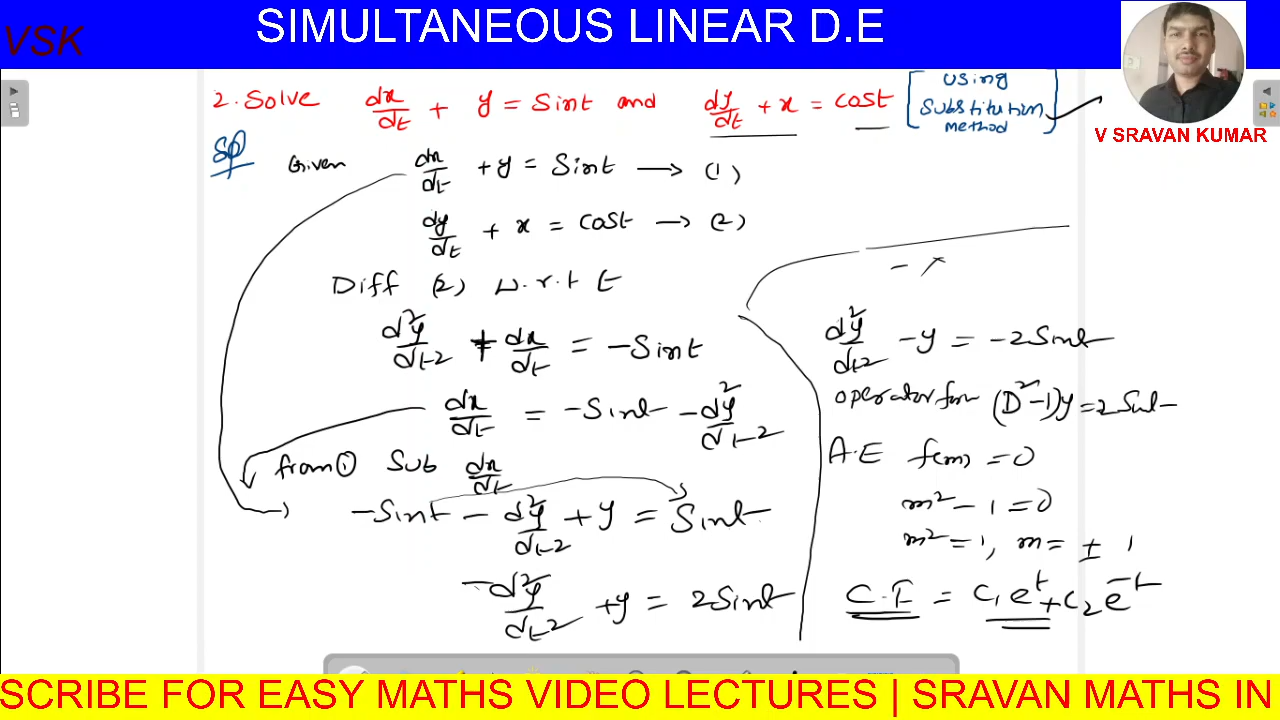 VSK
SIMULTANEOUS LINEAR D.E
V SRAVAN KUMAR
2. Solve dx/dt + y = Sint and dy/dt + x = cost [Using Substitution method]
Given dx/dt + y = Sint → (1)
dy/dt + x = cost → (2)
Diff (2) w.r.t t
d²y/dt² + dx/dt = -Sint
dx/dt = -Sint - d²y/dt²
from ① Sub dx/dt
-Sint - d²y/dt² + y = Sint
-d²y/dt² + y = 2Sint
d²y/dt² - y = -2Sint
operator form (D²-1)y = 2Sint
A.E f(m) = 0
m² - 1 = 0
m² = 1, m = ± 1
C.F = c₁e^t + c₂e^-t
SCRIBE FOR EASY MATHS VIDEO LECTURES | SRAVAN MATHS IN